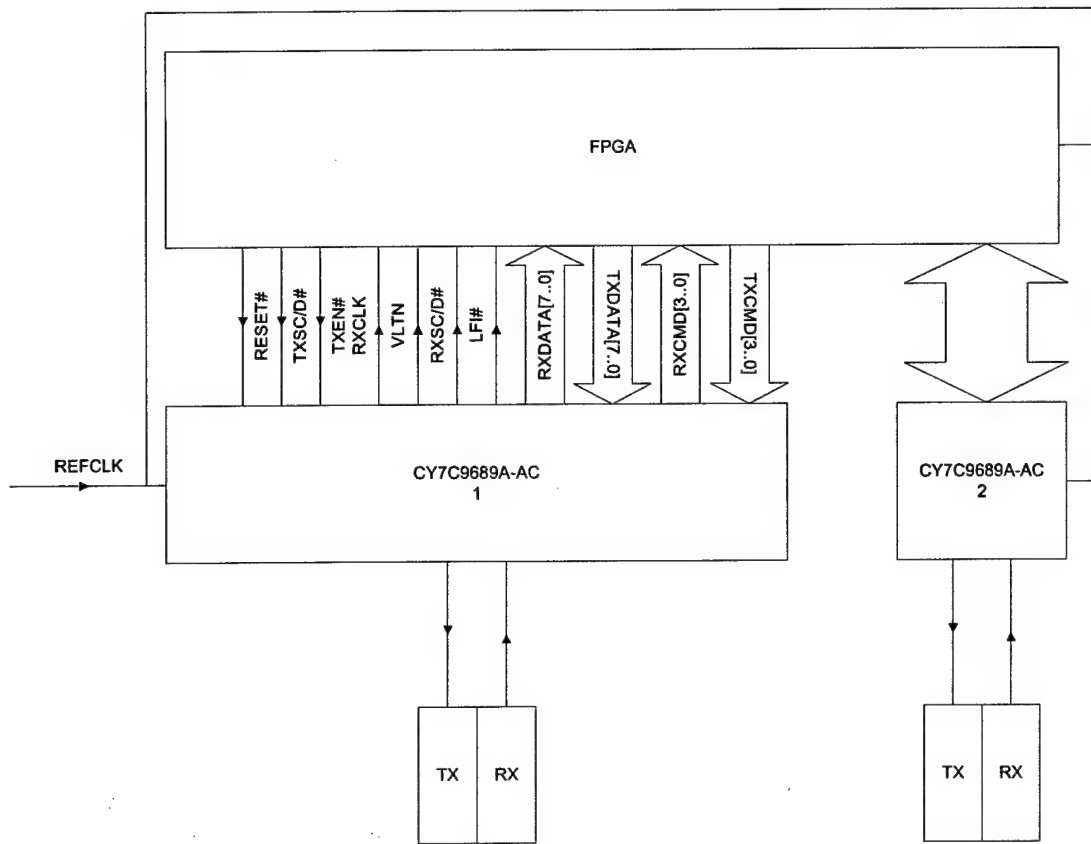 FPGA
RESET#
TXSC/D#
TXEN#
RXCLK
VLTN
RXSC/D#
LFI#
RXDATA[7..0]
TXDATA[7..0]
RXCMD[3..0]
TXCMD[3..0]
REFCLK
CY7C9689A-AC
1
CY7C9689A-AC
2
TX
RX
TX
RX